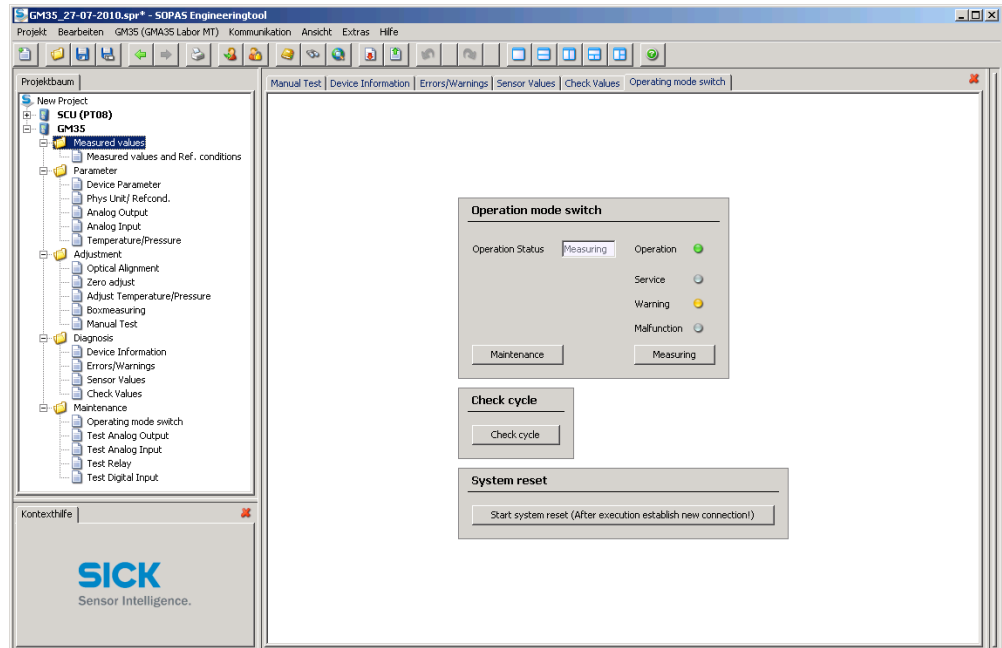 GM35_27-07-2010.spr* - SOPAS Engineeringtool
Projekt Bearbeiten GM35 (GMA35 Labor MT) Kommunikation Ansicht Extras Hilfe
Projektbaum
New Project
SCU (PT08)
GM35
Measured values
Measured values and Ref. conditions
Parameter
Device Parameter
Phys Unit/ Refcond.
Analog Output
Analog Input
Temperature/Pressure
Adjustment
Optical Alignment
Zero adjust
Adjust Temperature/Pressure
Boxmeasuring
Manual Test
Diagnosis
Device Information
Errors/Warnings
Sensor Values
Check Values
Maintenance
Operating mode switch
Test Analog Output
Test Analog Input
Test Relay
Test Digital Input
Kontexthilfe
SICK
Sensor Intelligence.
Manual Test Device Information Errors/Warnings Sensor Values Check Values Operating mode switch
Operation mode switch
Operation Status Measuring Operation
Service
Warning
Malfunction
Maintenance Measuring
Check cycle
Check cycle
System reset
Start system reset (After execution establish new connection!)